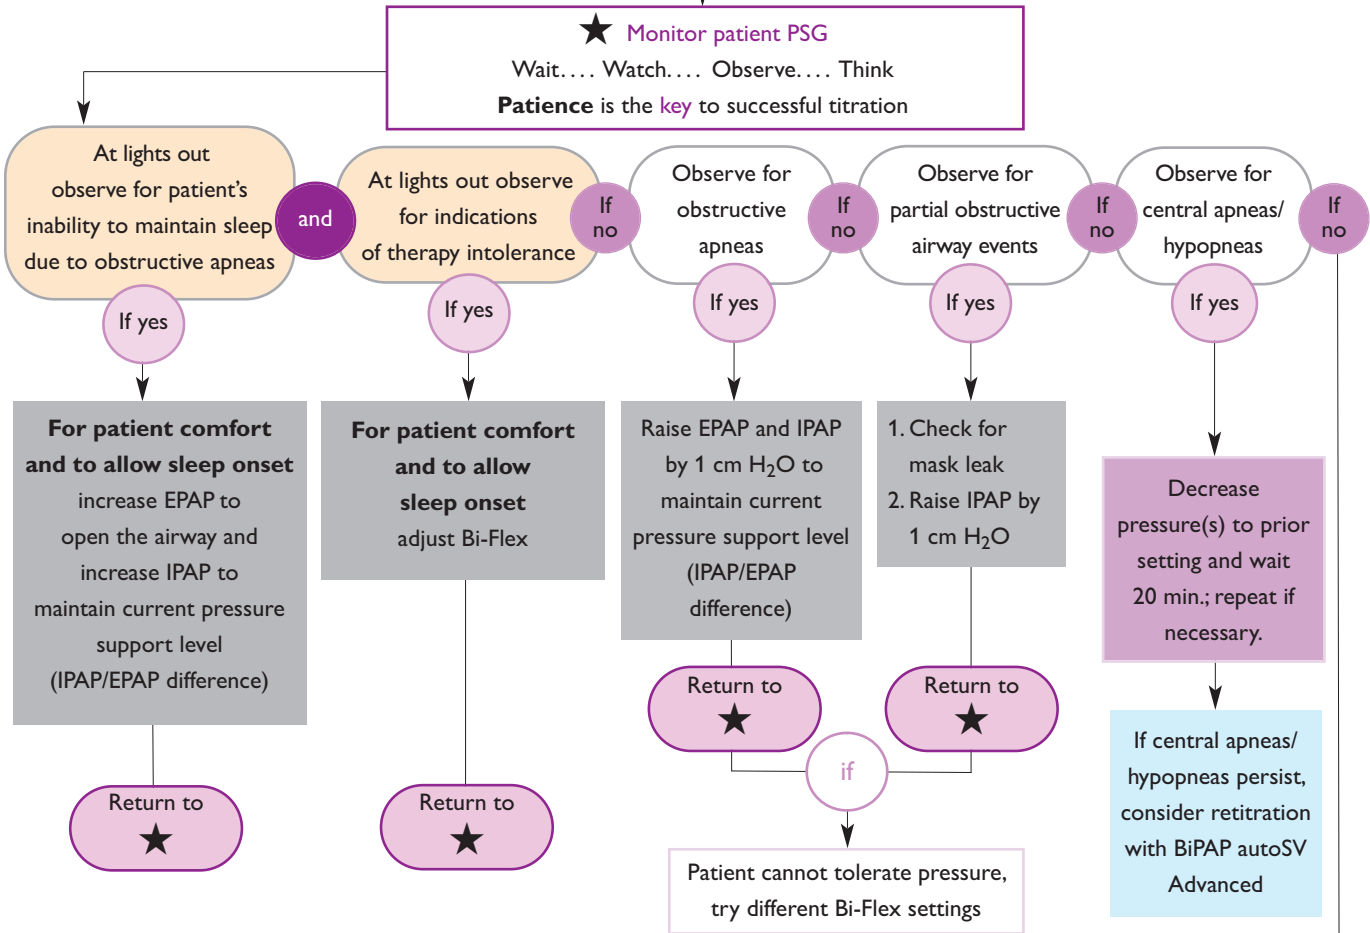 ★ Monitor patient PSG
Wait.... Watch.... Observe.... Think
Patience is the key to successful titration
At lights out
observe for patient's
inability to maintain sleep
due to obstructive apneas
and
At lights out observe
for indications
of therapy intolerance
If
no
Observe for
obstructive
apneas
If
no
Observe for
partial obstructive
airway events
If
no
Observe for
central apneas/
hypopneas
If
no
If yes
If yes
If yes
If yes
If yes
For patient comfort
and to allow sleep onset
increase EPAP to
open the airway and
increase IPAP to
maintain current pressure
support level
(IPAP/EPAP difference)
For patient comfort
and to allow
sleep onset
adjust Bi-Flex
Raise EPAP and IPAP
by 1 cm H₂O to
maintain current
pressure support level
(IPAP/EPAP
difference)
1. Check for
mask leak
2. Raise IPAP by
1 cm H₂O
Decrease
pressure(s) to prior
setting and wait
20 min.; repeat if
necessary.
Return to
★
Return to
★
Return to
★
Return to
★
if
Patient cannot tolerate pressure,
try different Bi-Flex settings
If central apneas/
hypopneas persist,
consider retitration
with BiPAP autoSV
Advanced